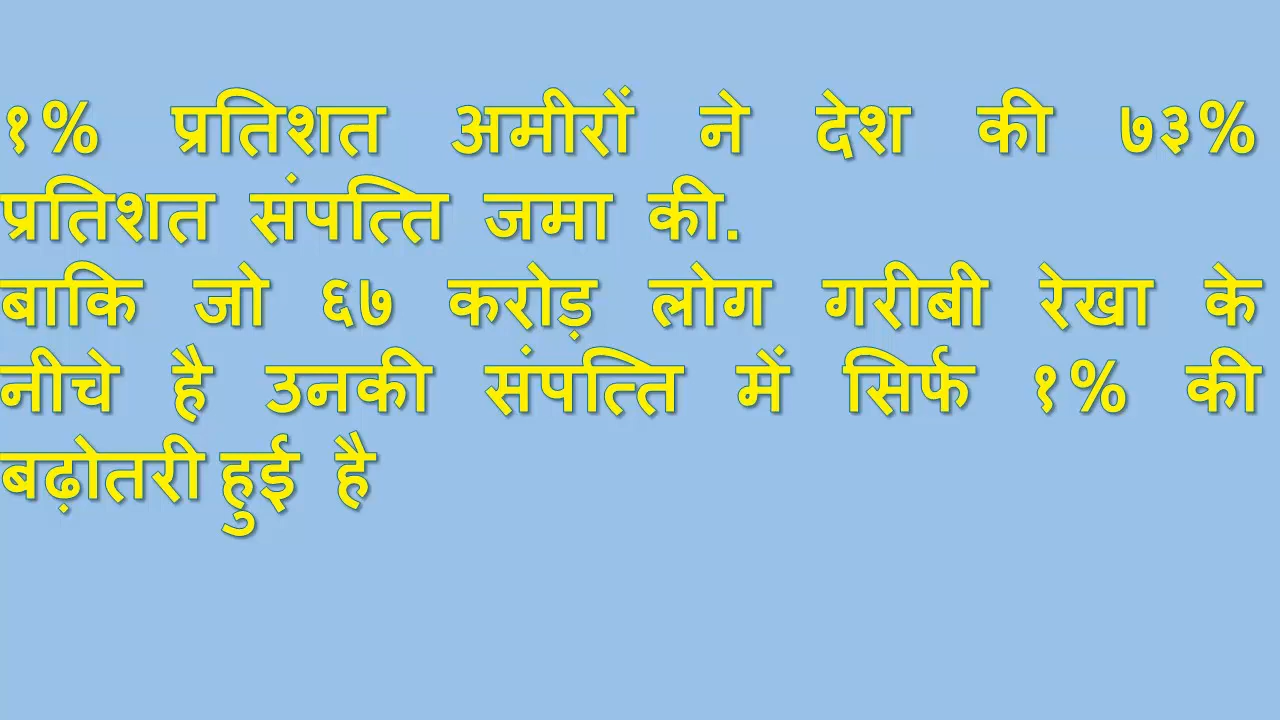 १% प्रतिशत अमीरों ने देश की ७३%
प्रतिशत संपत्ति जमा की.
बाकि जो ६७ करोड़ लोग गरीबी रेखा के
नीचे है उनकी संपत्ति में सिर्फ १% की
बढ़ोतरी हुई है